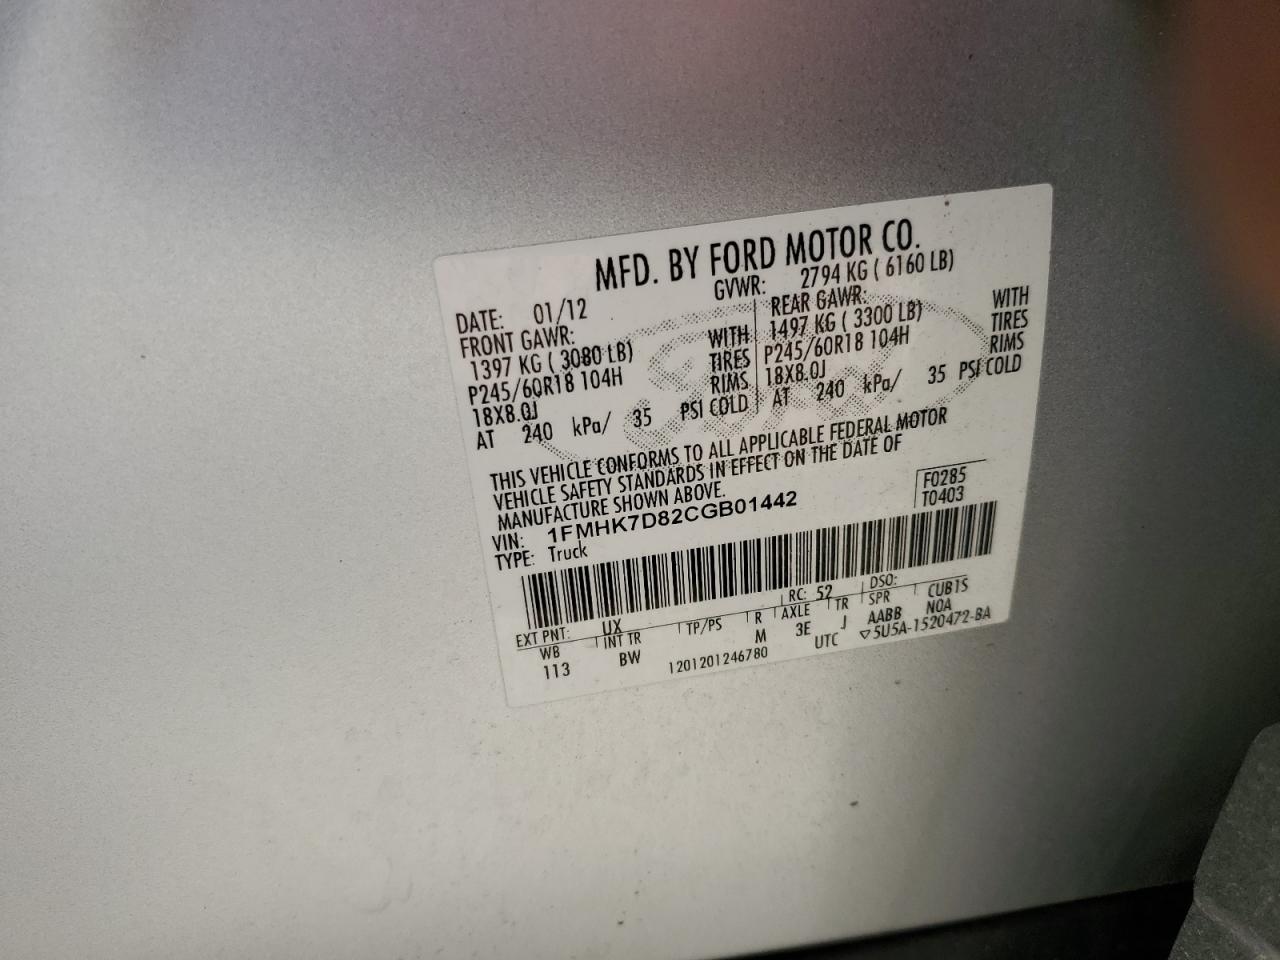 MFD. BY FORD MOTOR CO.
DATE: 01/12 GVWR: 2794 KG ( 6160 LB)
FRONT GAWR: REAR GAWR:
1397 KG ( 3080 LB) WITH 1497 KG ( 3300 LB) WITH
P245/60R18 104H TIRES P245/60R18 104H TIRES
18X8.0J RIMS 18X8.0J RIMS
AT 240 kPa/ 35 PSI COLD AT 240 kPa/ 35 PSI COLD
THIS VEHICLE CONFORMS TO ALL APPLICABLE FEDERAL MOTOR
VEHICLE SAFETY STANDARDS IN EFFECT ON THE DATE OF
MANUFACTURE SHOWN ABOVE.
VIN: 1FMHK7D82CGB01442 F0285
TYPE: Truck T0403
EXT PNT: UX RC: 52 DSO:
WB INT TR TP/PS R AXLE TR SPR CUB1S
113 BW M 3E J AABB N0A
1201201246780 UTC ▽5U5A-1520472-BA